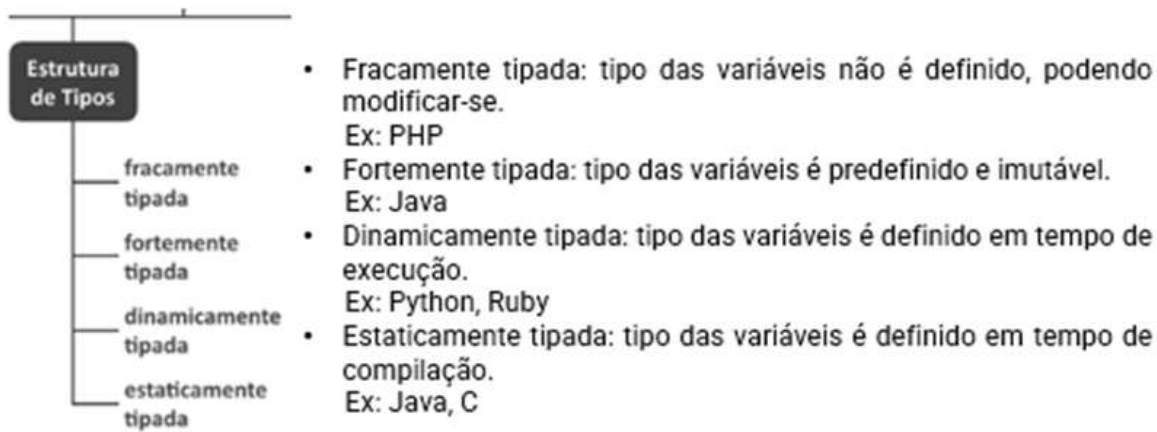 Estrutura
de Tipos
fracamente
tipada
fortemente
tipada
dinamicamente
tipada
estaticamente
tipada
• Fracamente tipada: tipo das variáveis não é definido, podendo
modificar-se.
Ex: PHP
• Fortemente tipada: tipo das variáveis é predefinido e imutável.
Ex: Java
• Dinamicamente tipada: tipo das variáveis é definido em tempo de
execução.
Ex: Python, Ruby
• Estaticamente tipada: tipo das variáveis é definido em tempo de
compilação.
Ex: Java, C